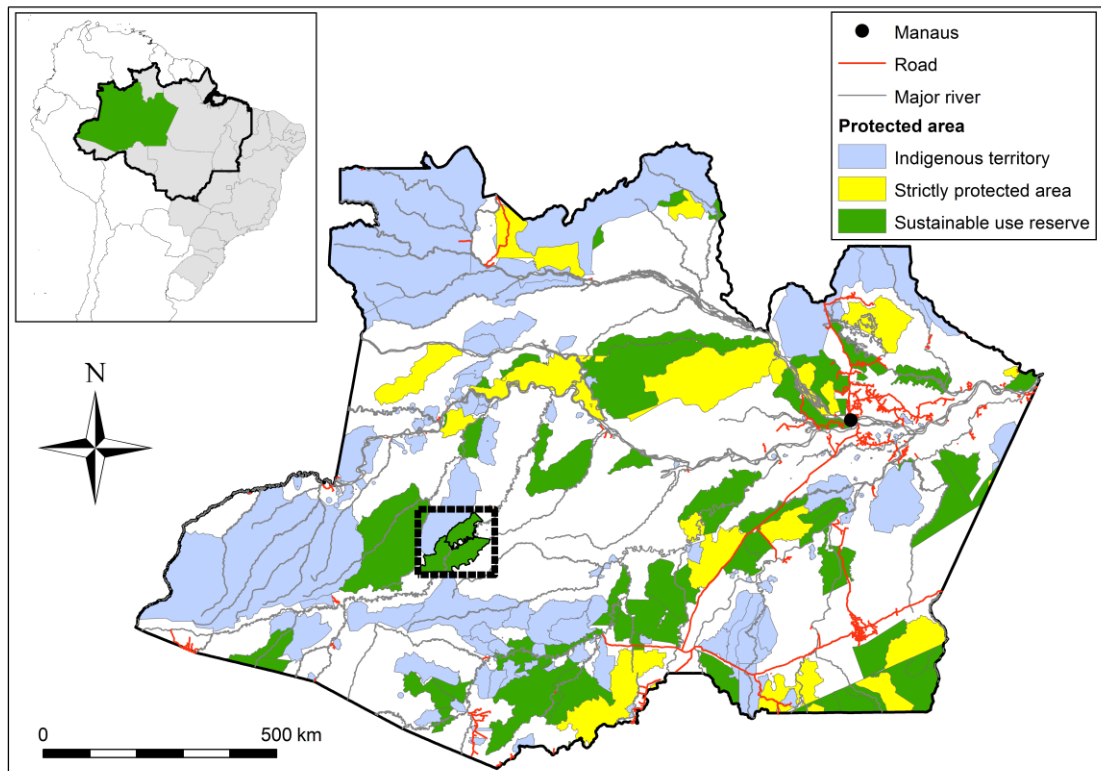 Manaus
Road
Major river
Protected area
Indigenous territory
Strictly protected area
Sustainable use reserve
N
0 500 km